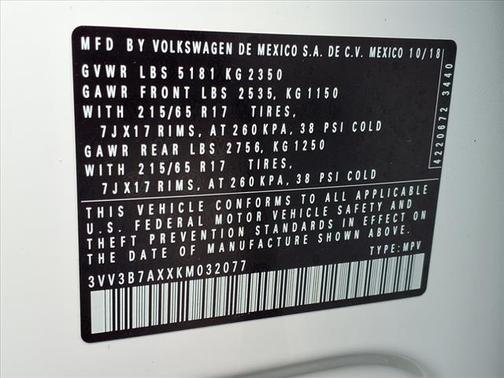 MFD BY VOLKSWAGEN DE MEXICO S.A. DE C.V. MEXICO 10/18
GVWR LBS 5181 KG 2350
GAWR FRONT LBS 2535, KG 1150
WITH 215/65 R17 TIRES,
7JX17 RIMS, AT 260 KPA, 38 PSI COLD
GAWR REAR LBS 2756, KG 1250
WITH 215/65 R17 TIRES,
7JX17 RIMS, AT 260 KPA, 38 PSI COLD
4220672 3440
THIS VEHICLE CONFORMS TO ALL APPLICABLE
U.S. FEDERAL MOTOR VEHICLE SAFETY AND
THEFT PREVENTION STANDARDS IN EFFECT ON
THE DATE OF MANUFACTURE SHOWN ABOVE.
3VV3B7AXXKM032077 TYPE: MPV